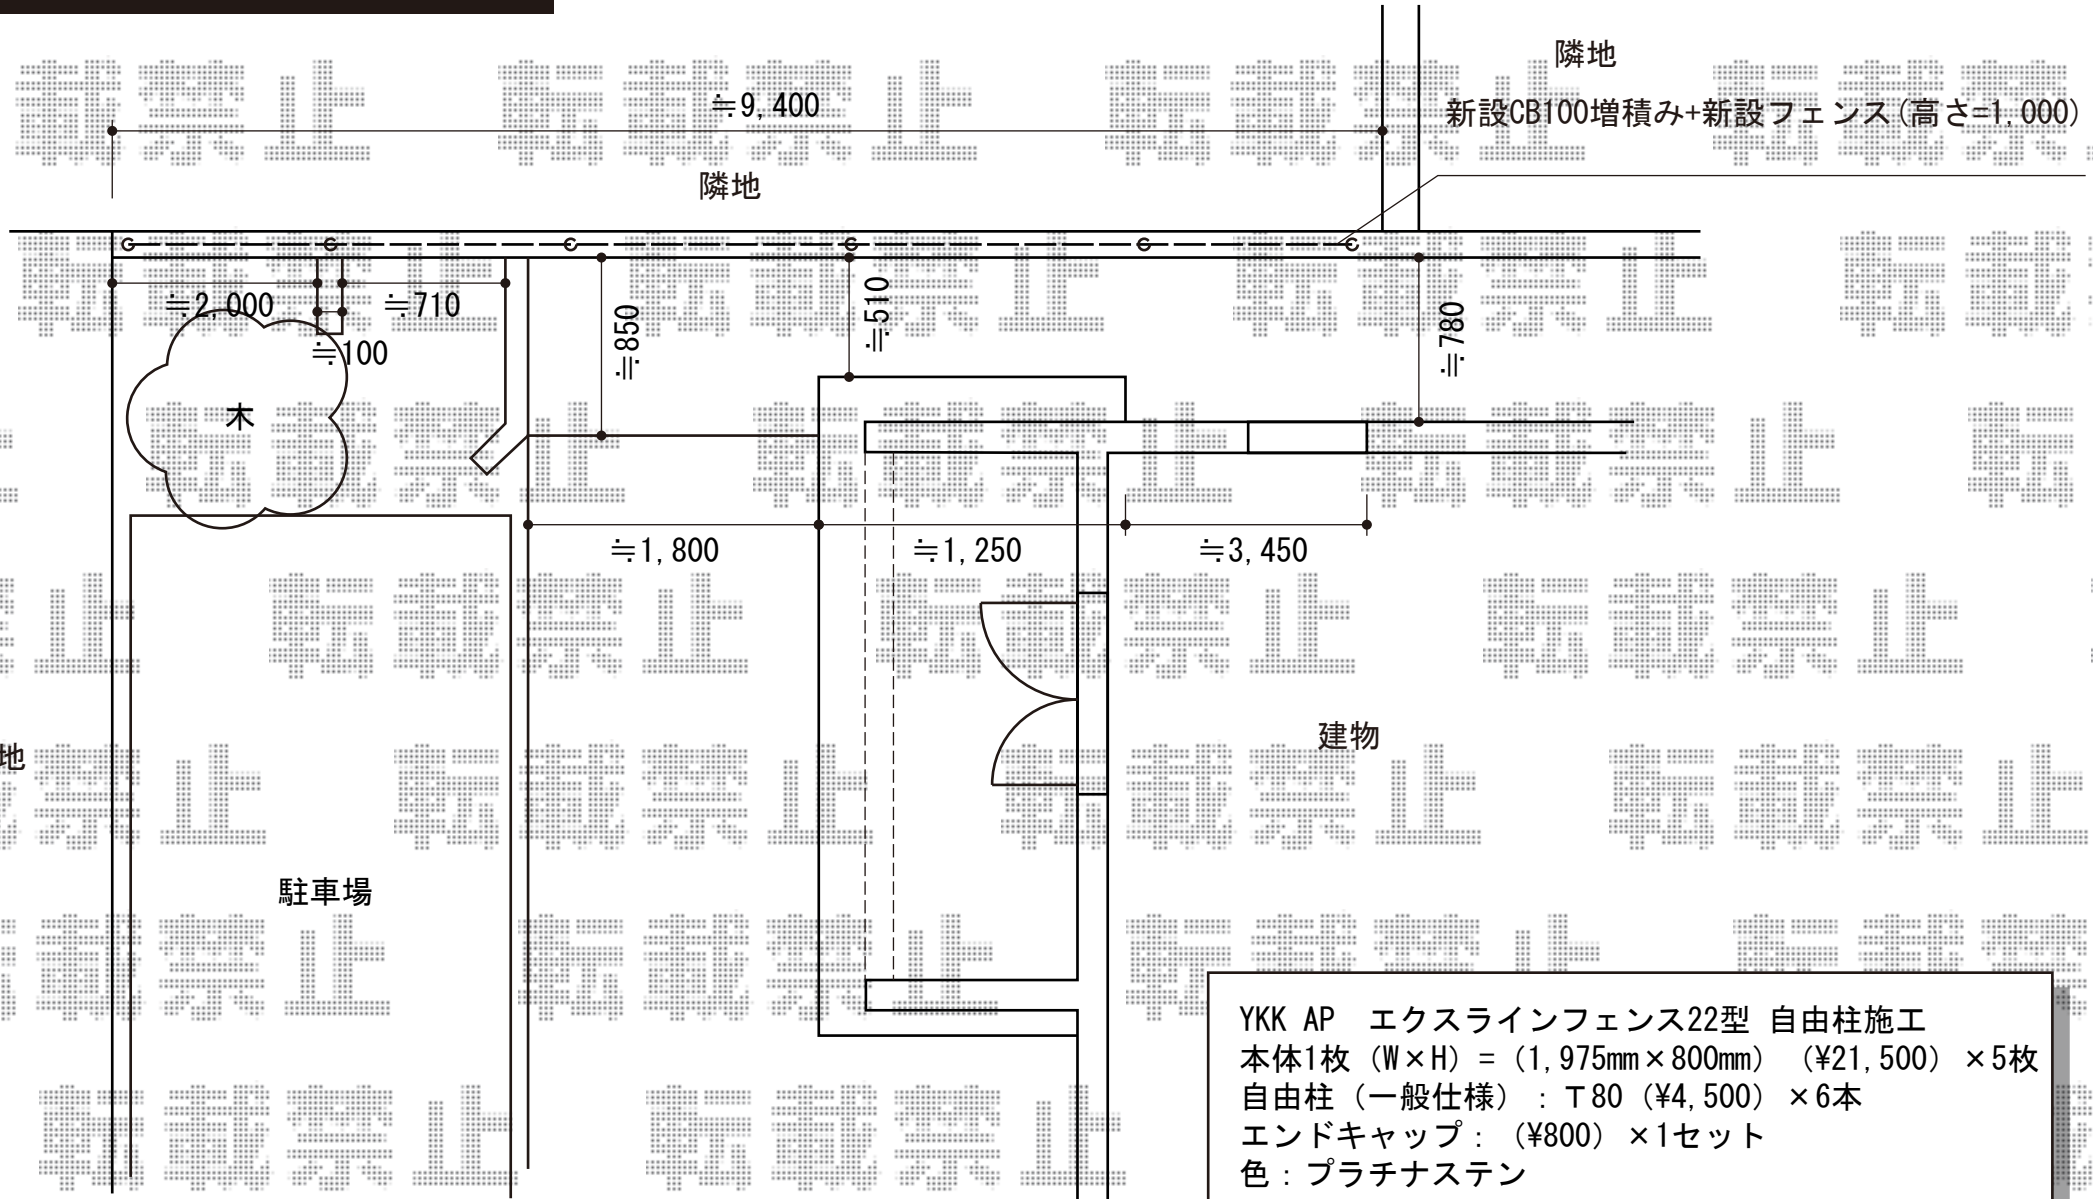 隣地
≒9,400
新設CB100増積み+新設フェンス(高さ=1,000)
隣地
≒2,000
≒710
≒100
≒850
≒510
≒780
木
≒1,800
≒1,250
≒3,450
建物
地
駐車場
YKK AP　エクスラインフェンス22型 自由柱施工
本体1枚（W×H）=（1,975mm×800mm）（¥21,500）×5枚
自由柱（一般仕様）：T80（¥4,500）×6本
エンドキャップ：（¥800）×1セット
色：プラチナステン
転載禁止